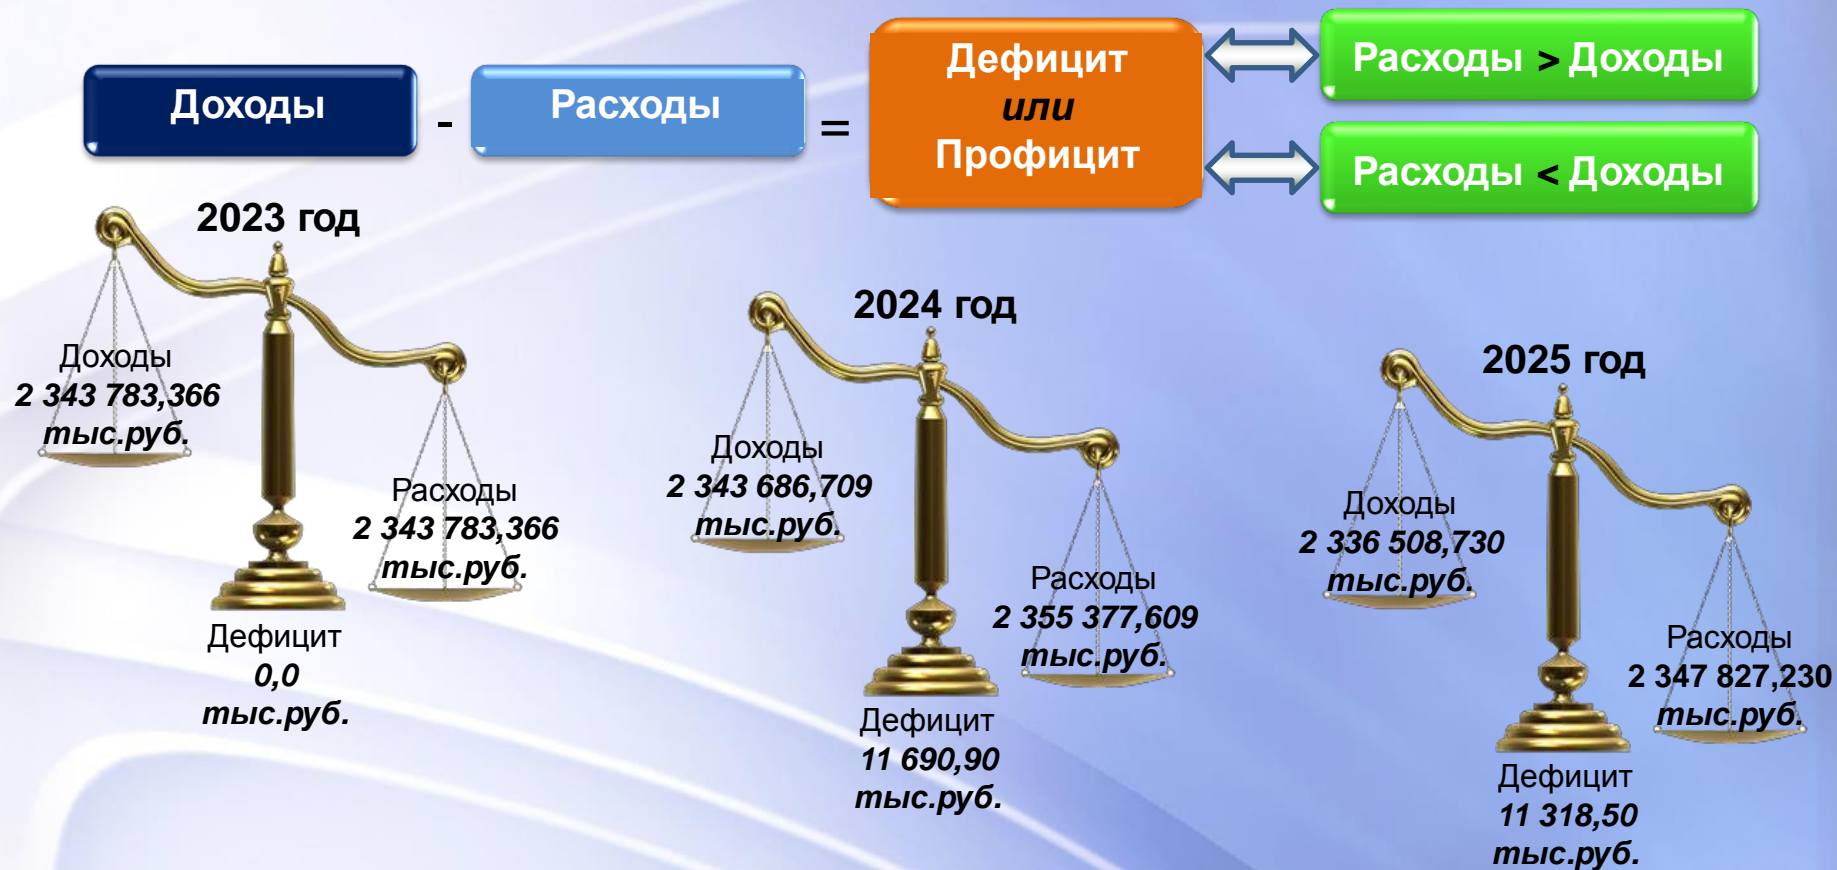 Доходы
-
Расходы
=
Дефицит
или
Профицит
Расходы > Доходы
Расходы < Доходы
2023 год
Доходы
2 343 783,366
тыс.руб.
Расходы
2 343 783,366
тыс.руб.
Дефицит
0,0
тыс.руб.
2024 год
Доходы
2 343 686,709
тыс.руб.
Расходы
2 355 377,609
тыс.руб.
Дефицит
11 690,90
тыс.руб.
2025 год
Доходы
2 336 508,730
тыс.руб.
Расходы
2 347 827,230
тыс.руб.
Дефицит
11 318,50
тыс.руб.